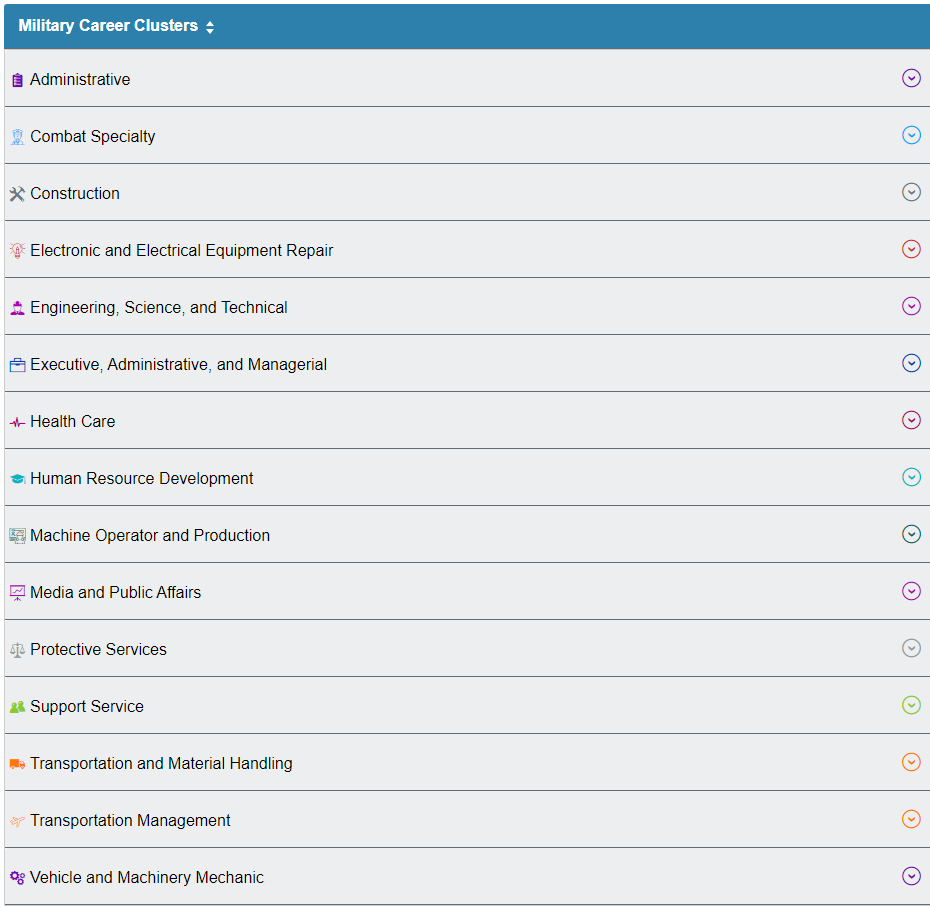 Military Career Clusters
Administrative
Combat Specialty
Construction
Electronic and Electrical Equipment Repair
Engineering, Science, and Technical
Executive, Administrative, and Managerial
Health Care
Human Resource Development
Machine Operator and Production
Media and Public Affairs
Protective Services
Support Service
Transportation and Material Handling
Transportation Management
Vehicle and Machinery Mechanic